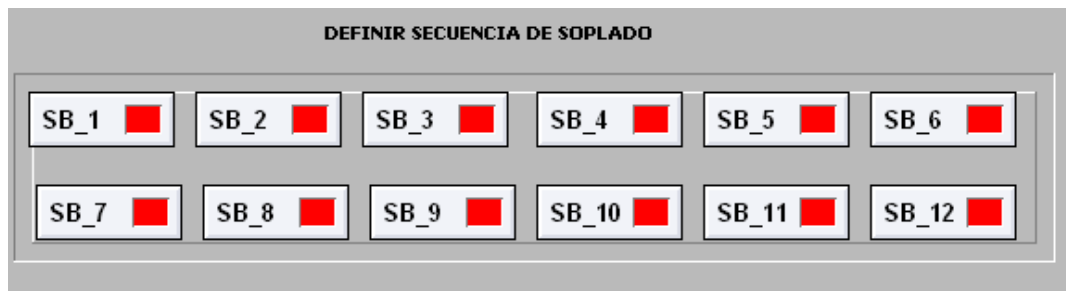 DEFINIR SECUENCIA DE SOPLADO
SB_1 SB_2 SB_3 SB_4 SB_5 SB_6
SB_7 SB_8 SB_9 SB_10 SB_11 SB_12